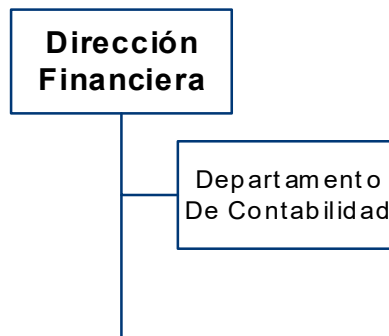 Dirección
Financiera
Departamento
De Contabilidad